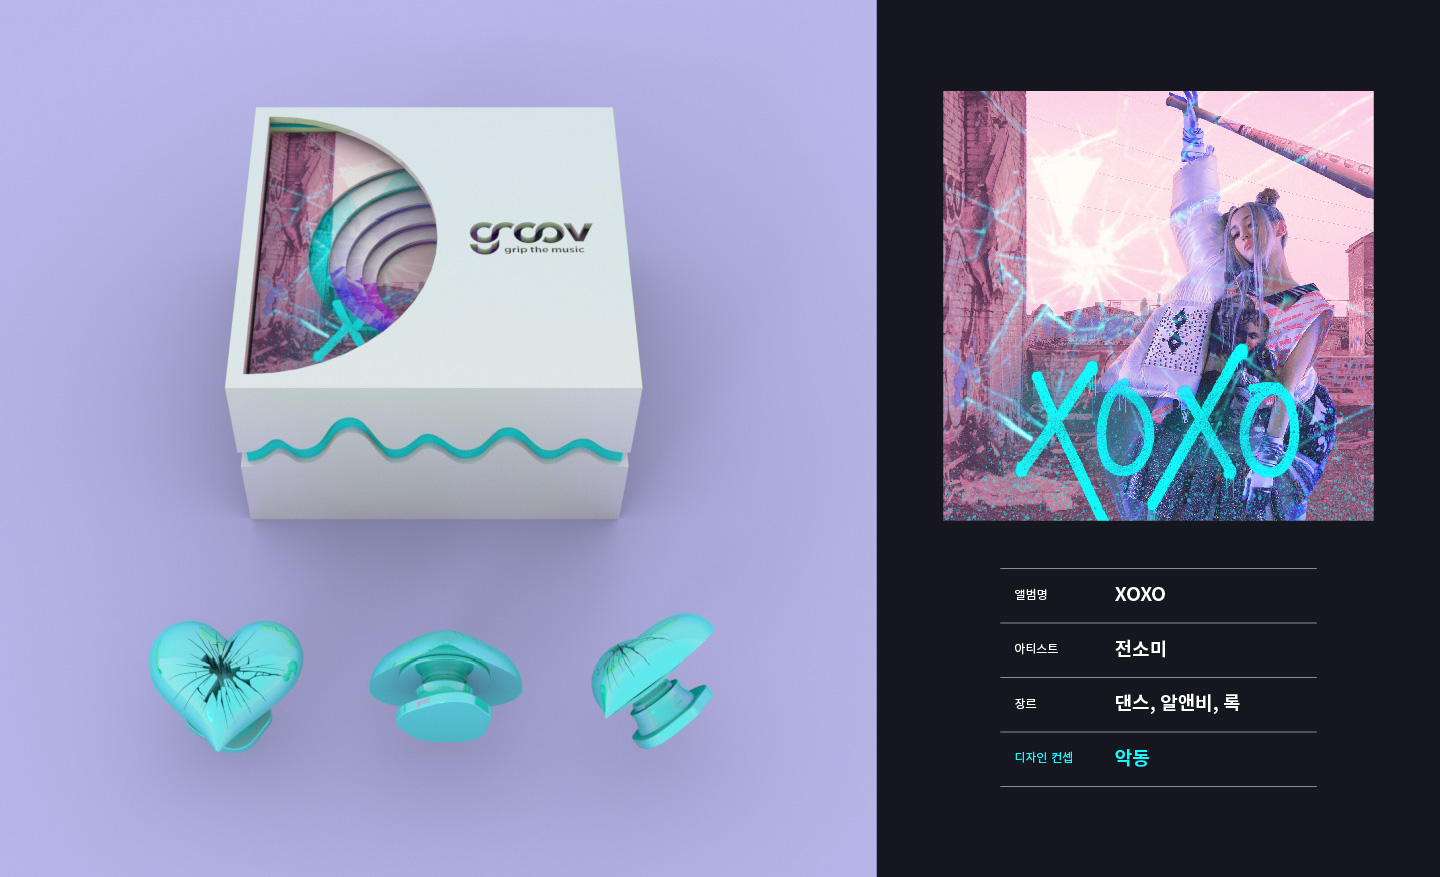 groov
grip the music
XOXO
앨범명 XOXO
아티스트 전소미
장르 댄스, 알앤비, 록
디자인 컨셉 악동